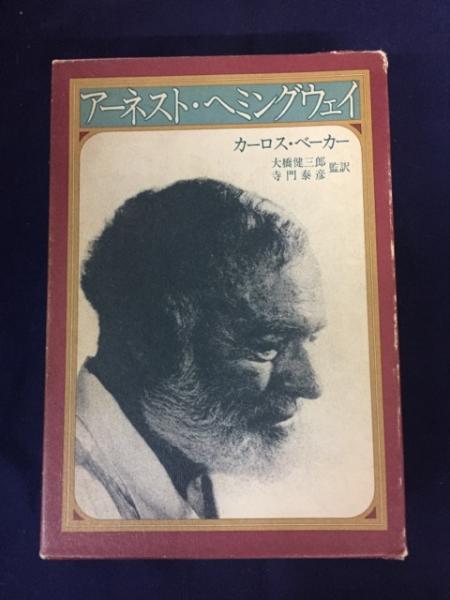 アーネスト・ヘミングウェイ
カーロス・ベーカー
大橋健三郎
寺門泰彦 監訳